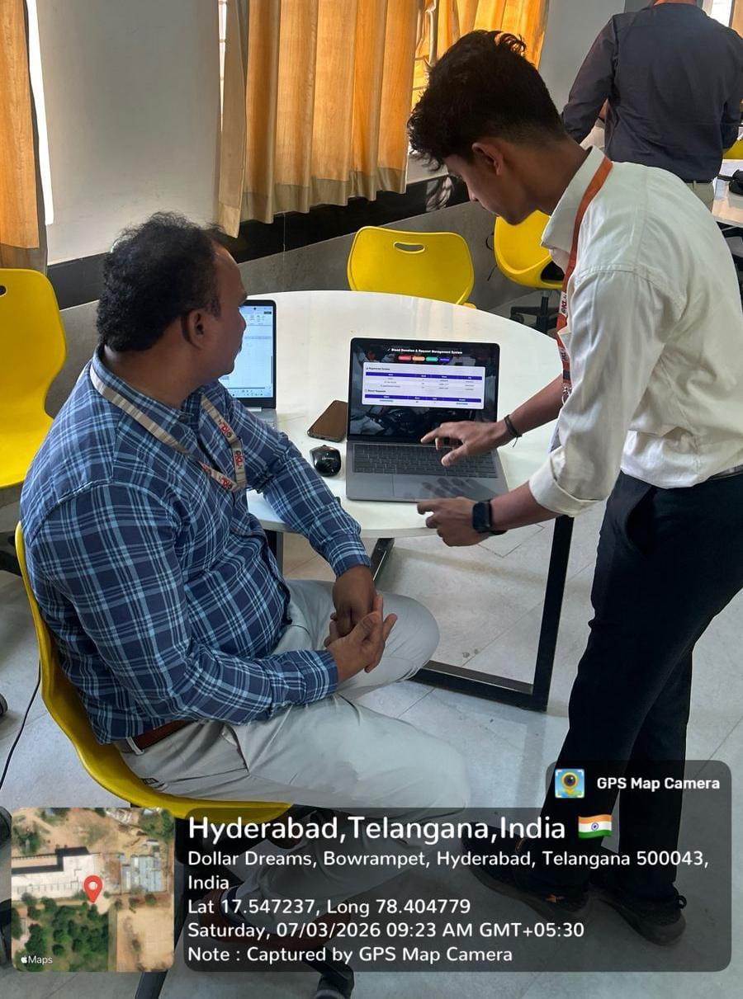 Blood Donation & Request Management System
GPS Map Camera
Hyderabad,Telangana,India
Dollar Dreams, Bowrampet, Hyderabad, Telangana 500043,
India
Lat 17.547237, Long 78.404779
Saturday, 07/03/2026 09:23 AM GMT+05:30
Note : Captured by GPS Map Camera
Maps